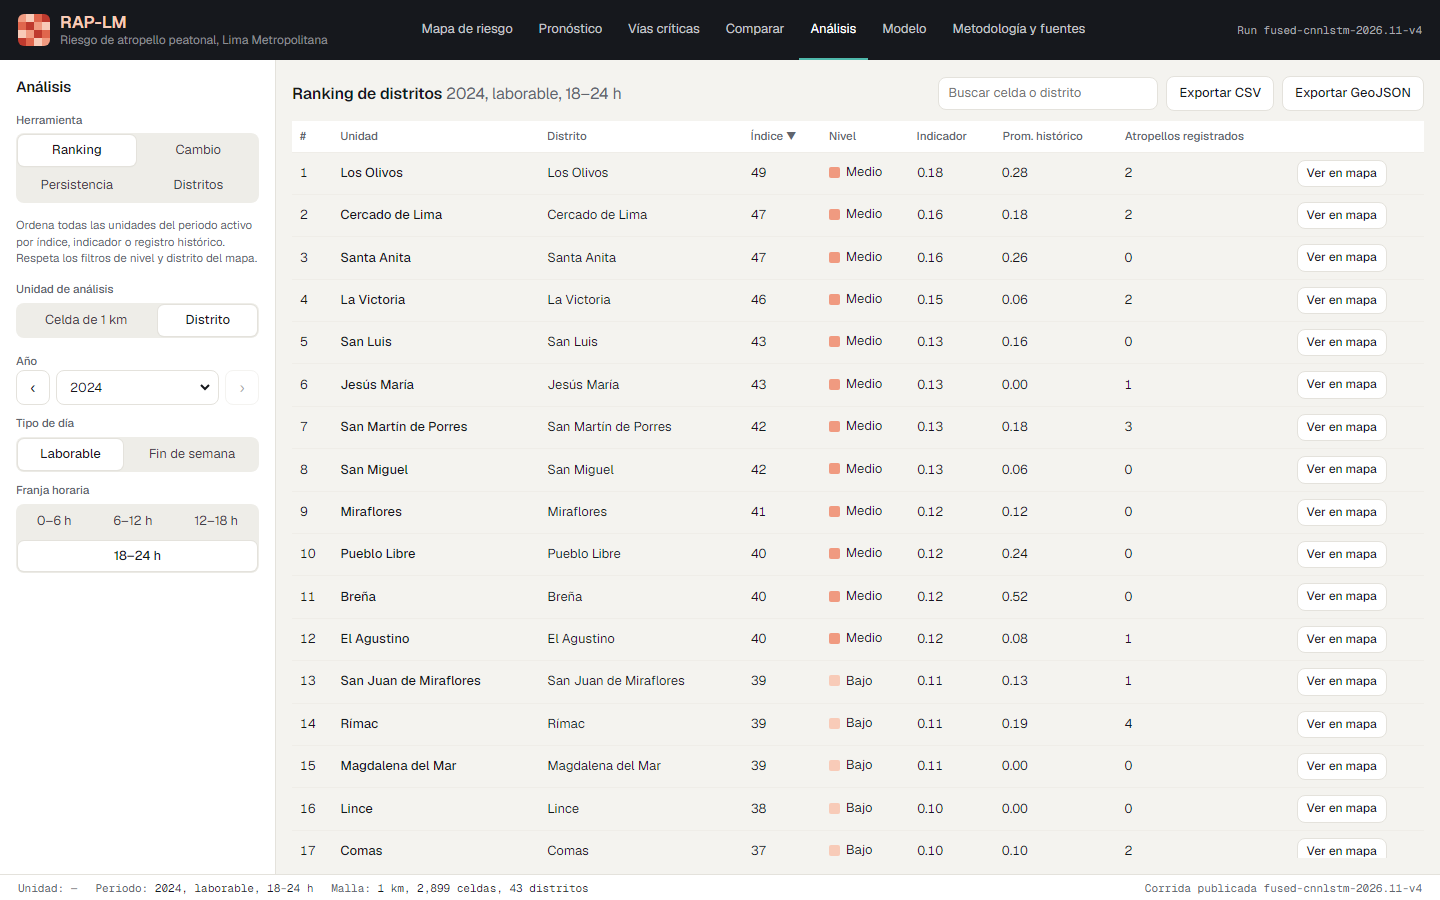 RAP-LM
Riesgo de atropello peatonal, Lima Metropolitana
Mapa de riesgo Pronóstico Vías críticas Comparar Análisis Modelo Metodología y fuentes
Run fused-cnnlstm-2026.11-v4
Análisis
Herramienta
Ranking Cambio
Persistencia Distritos
Ordena todas las unidades del periodo activo
por índice, indicador o registro histórico.
Respeta los filtros de nivel y distrito del mapa.
Unidad de análisis
Celda de 1 km Distrito
Año
‹ 2024 ›
Tipo de día
Laborable Fin de semana
Franja horaria
0–6 h 6–12 h 12–18 h
18–24 h
Ranking de distritos 2024, laborable, 18–24 h
Buscar celda o distrito Exportar CSV Exportar GeoJSON
# Unidad Distrito Índice ▼ Nivel Indicador Prom. histórico Atropellos registrados
1 Los Olivos Los Olivos 49 Medio 0.18 0.28 2 Ver en mapa
2 Cercado de Lima Cercado de Lima 47 Medio 0.16 0.18 2 Ver en mapa
3 Santa Anita Santa Anita 47 Medio 0.16 0.26 0 Ver en mapa
4 La Victoria La Victoria 46 Medio 0.15 0.06 2 Ver en mapa
5 San Luis San Luis 43 Medio 0.13 0.16 0 Ver en mapa
6 Jesús María Jesús María 43 Medio 0.13 0.00 1 Ver en mapa
7 San Martín de Porres San Martín de Porres 42 Medio 0.13 0.18 3 Ver en mapa
8 San Miguel San Miguel 42 Medio 0.13 0.06 0 Ver en mapa
9 Miraflores Miraflores 41 Medio 0.12 0.12 0 Ver en mapa
10 Pueblo Libre Pueblo Libre 40 Medio 0.12 0.24 0 Ver en mapa
11 Breña Breña 40 Medio 0.12 0.52 0 Ver en mapa
12 El Agustino El Agustino 40 Medio 0.12 0.08 1 Ver en mapa
13 San Juan de Miraflores San Juan de Miraflores 39 Bajo 0.11 0.13 1 Ver en mapa
14 Rímac Rímac 39 Bajo 0.11 0.19 4 Ver en mapa
15 Magdalena del Mar Magdalena del Mar 39 Bajo 0.11 0.00 0 Ver en mapa
16 Lince Lince 38 Bajo 0.10 0.00 0 Ver en mapa
17 Comas Comas 37 Bajo 0.10 0.10 2 Ver en mapa
Unidad: — Periodo: 2024, laborable, 18–24 h Malla: 1 km, 2,899 celdas, 43 distritos
Corrida publicada fused-cnnlstm-2026.11-v4